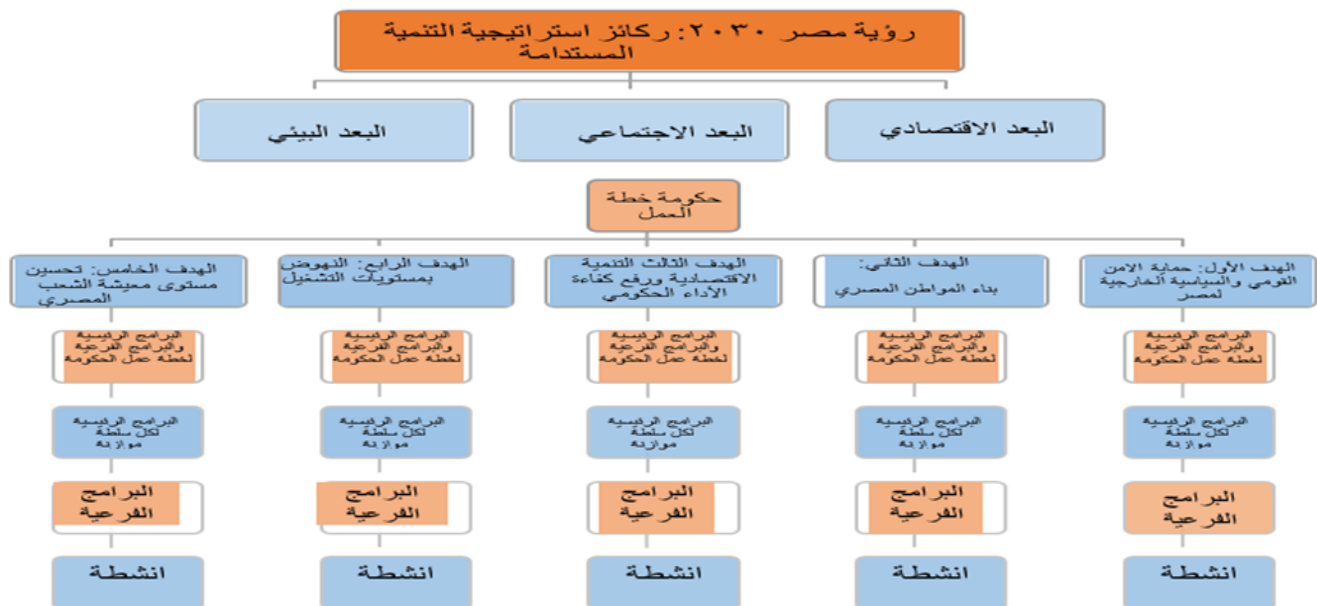 رؤية مصر ٢٠٣٠: ركائز استراتيجية التنمية
المستدامة
البعد الاقتصادي
البعد الاجتماعي
البعد البيئي
حكومة خطة
العمل
الهدف الأول: حماية الامن
القومي والسياسية الخارجية
لمصر
الهدف الثاني:
بناء المواطن المصري
الهدف الثالث التنمية
الاقتصادية ورفع كفاءة
الأداء الحكومي
الهدف الرابع: النهوض
بمستويات التشغيل
الهدف الخامس: تحسين
مستوى معيشة الشعب
المصري
البرامج الرئيسية
والبرامج الفرعية
لخطة عمل الحكومة
البرامج الرئيسية
والبرامج الفرعية
لخطة عمل الحكومة
البرامج الرئيسية
والبرامج الفرعية
لخطة عمل الحكومة
البرامج الرئيسية
والبرامج الفرعية
لخطة عمل الحكومة
البرامج الرئيسية
والبرامج الفرعية
لخطة عمل الحكومة
البرامج الرئيسية
لكل سلطة
موازنة
البرامج الرئيسية
لكل سلطة
موازنة
البرامج الرئيسية
لكل سلطة
موازنة
البرامج الرئيسية
لكل سلطة
موازنة
البرامج الرئيسية
لكل سلطة
موازنة
البرامج
الفرعية
البرامج
الفرعية
البرامج
الفرعية
البرامج
الفرعية
البرامج
الفرعية
انشطة
انشطة
انشطة
انشطة
انشطة